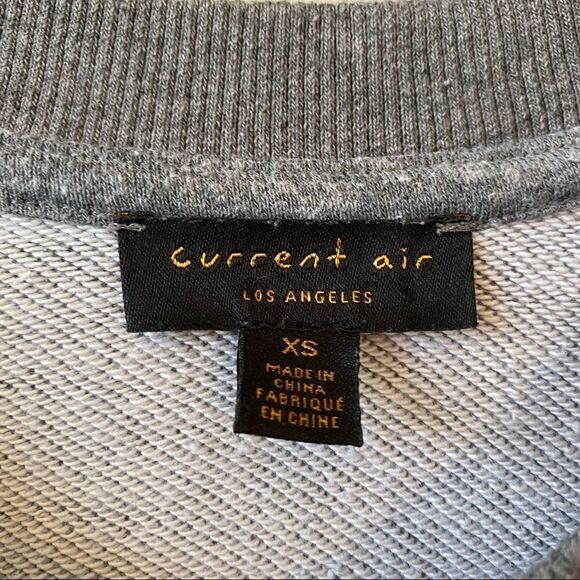 current air
LOS ANGELES
XS
MADE IN
CHINA
FABRIQUÉ
EN CHINE